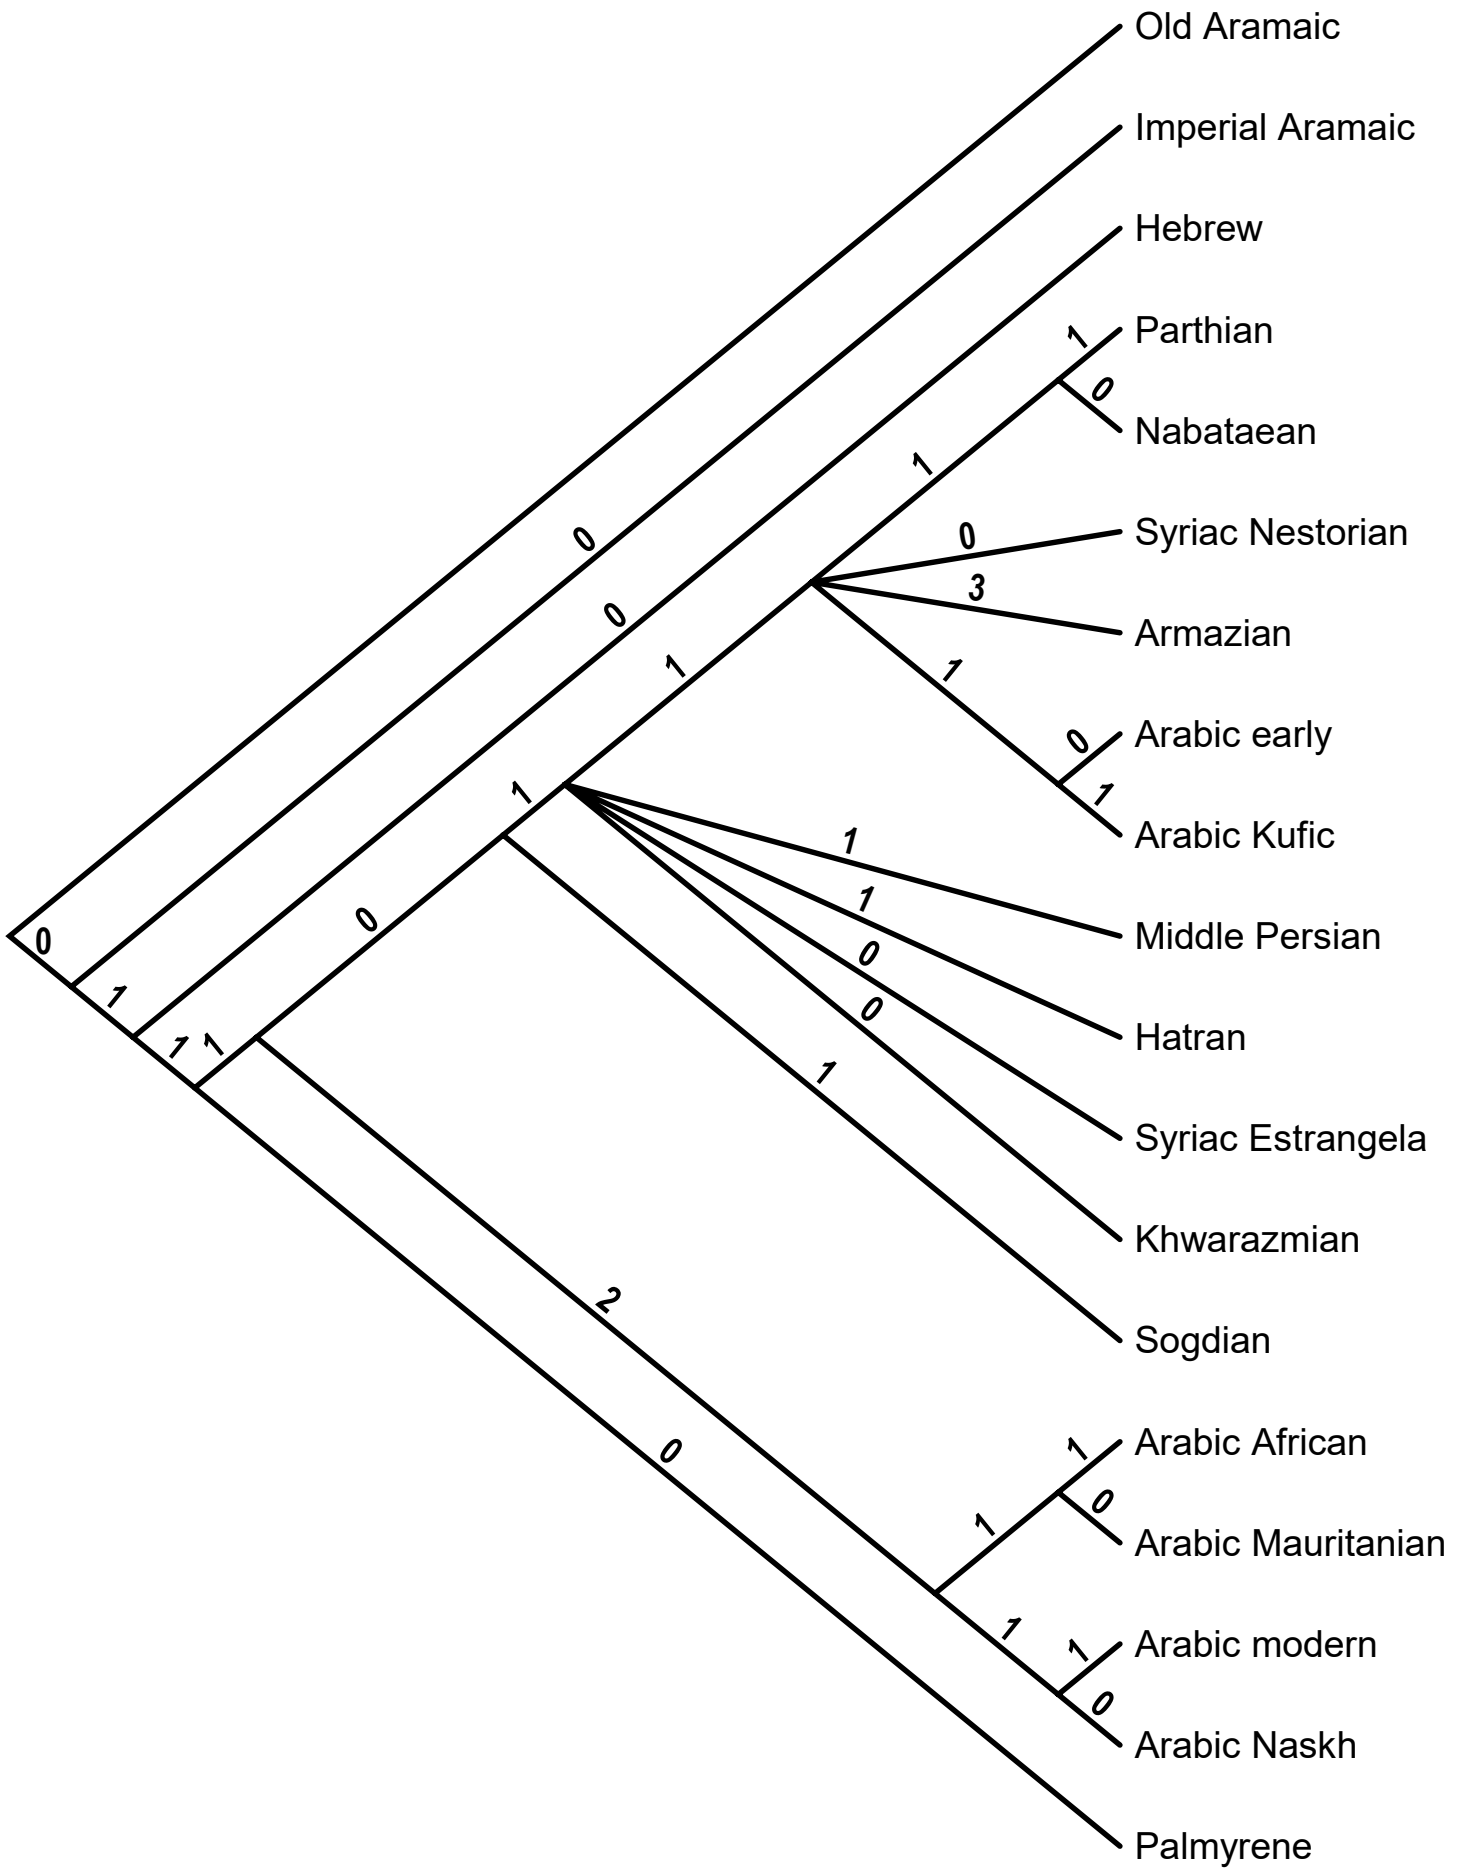 Old Aramaic
Imperial Aramaic
Hebrew
1
Parthian
0
Nabataean
1
0
Syriac Nestorian
0
3
Armazian
0
1
1
0
Arabic early
1
Arabic Kufic
1
1
Middle Persian
1
0
0
0
1
Hatran
0
1
1
1
Syriac Estrangela
1
Khwarazmian
2
Sogdian
1
Arabic African
0
0
Arabic Mauritanian
1
1
1
Arabic modern
0
Arabic Naskh
Palmyrene